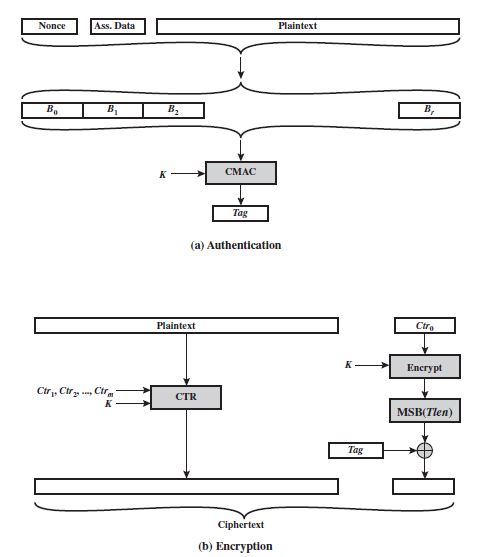 Nonce Ass. Data Plaintext
B₀ B₁ B₂ Bᵣ
K CMAC
Tag
(a) Authentication
Plaintext Ctr₀
K Encrypt
Ctr₁, Ctr₂, ..., Ctrₘ CTR
K
MSB(Tlen)
Tag
Ciphertext
(b) Encryption